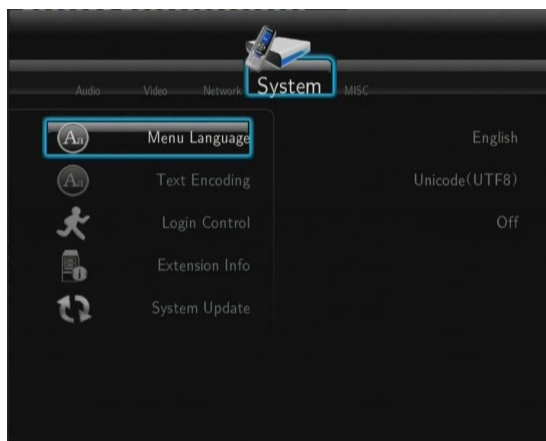 Audio Video Network System MISC
Menu Language English
Text Encoding Unicode(UTF8)
Login Control Off
Extension Info
System Update